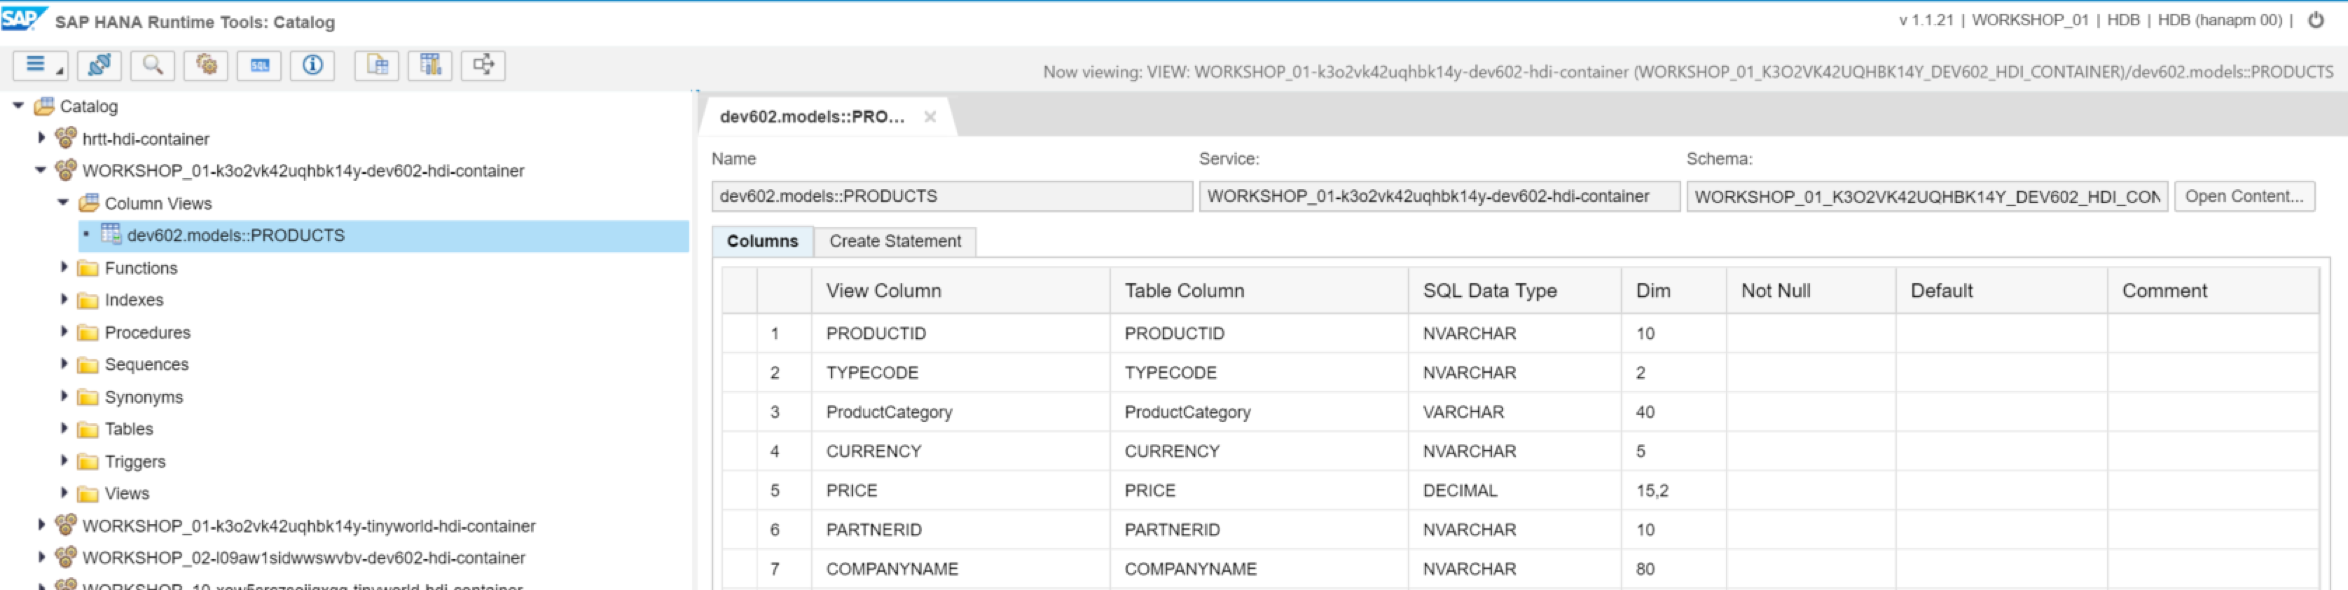 SAP SAP HANA Runtime Tools: Catalog
v 1.1.21 | WORKSHOP_01 | HDB | HDB (hanapm 00) |
SQL
Now viewing: VIEW: WORKSHOP_01-k3o2vk42uqhbk14y-dev602-hdi-container (WORKSHOP_01_K3O2VK42UQHBK14Y_DEV602_HDI_CONTAINER)/dev602.models::PRODUCTS
Catalog
hrtt-hdi-container
WORKSHOP_01-k3o2vk42uqhbk14y-dev602-hdi-container
Column Views
dev602.models::PRODUCTS
Functions
Indexes
Procedures
Sequences
Synonyms
Tables
Triggers
Views
WORKSHOP_01-k3o2vk42uqhbk14y-tinyworld-hdi-container
WORKSHOP_02-l09aw1sidwwswvbv-dev602-hdi-container
dev602.models::PRO...
Name Service: Schema:
dev602.models::PRODUCTS WORKSHOP_01-k3o2vk42uqhbk14y-dev602-hdi-container WORKSHOP_01_K3O2VK42UQHBK14Y_DEV602_HDI_CON Open Content...
Columns Create Statement
View Column Table Column SQL Data Type Dim Not Null Default Comment
1 PRODUCTID PRODUCTID NVARCHAR 10
2 TYPECODE TYPECODE NVARCHAR 2
3 ProductCategory ProductCategory VARCHAR 40
4 CURRENCY CURRENCY NVARCHAR 5
5 PRICE PRICE DECIMAL 15,2
6 PARTNERID PARTNERID NVARCHAR 10
7 COMPANYNAME COMPANYNAME NVARCHAR 80